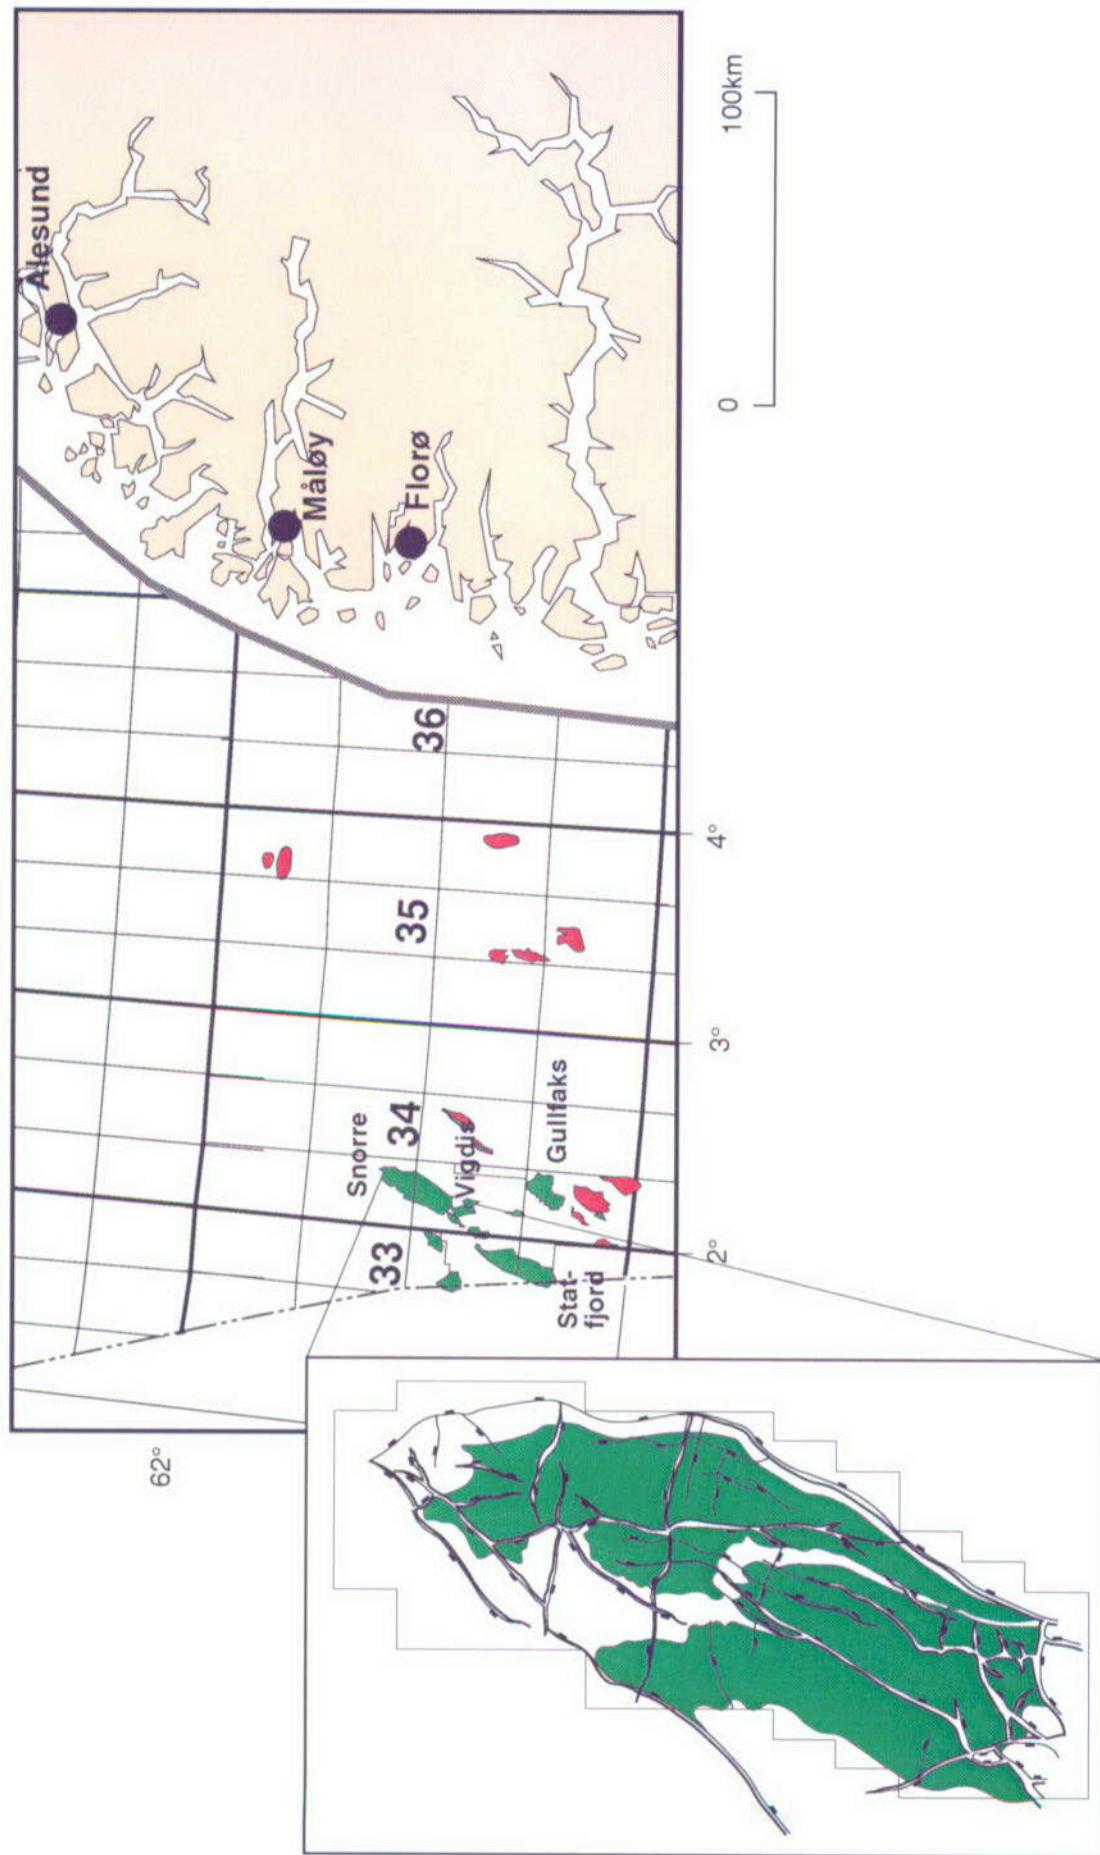 Ålesund
Måløy
Florø
36
35
34
33
Snorre
Vigdis
Gullfaks
Stat-
fjord
62°
2°
3°
4°
0
100km